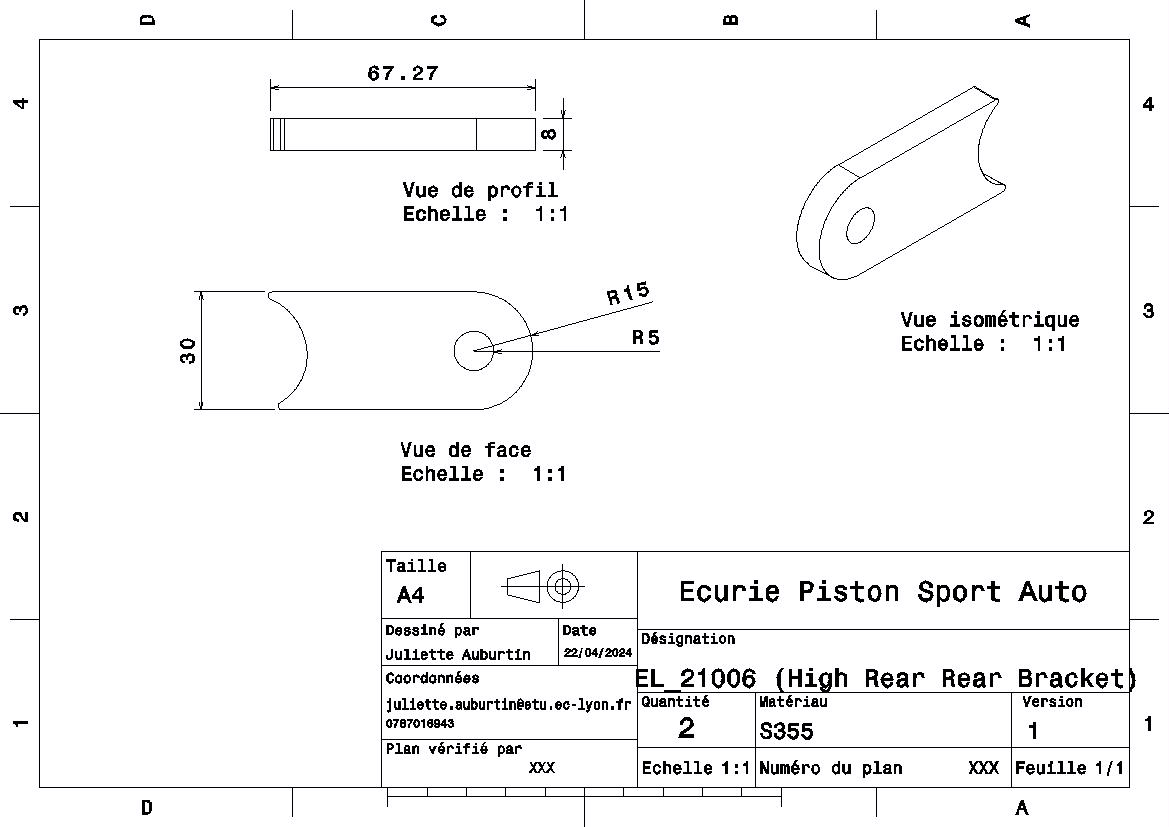 D C B A
4 4
67.27
8
Vue de profil
Echelle : 1:1
3 3
R15
R5
30
Vue isométrique
Echelle : 1:1
Vue de face
Echelle : 1:1
2 2
Taille
A4
Ecurie Piston Sport Auto
Dessiné par
Juliette Auburtin
Date
22/04/2024
Désignation
EL_21006 (High Rear Rear Bracket)
Coordonnées
juliette.auburtin@etu.ec-lyon.fr
0787016943
Quantité
2
Matériau
S355
Version
1
1 1
Plan vérifié par
XXX
Echelle 1:1
Numéro du plan XXX
Feuille 1/1
D A